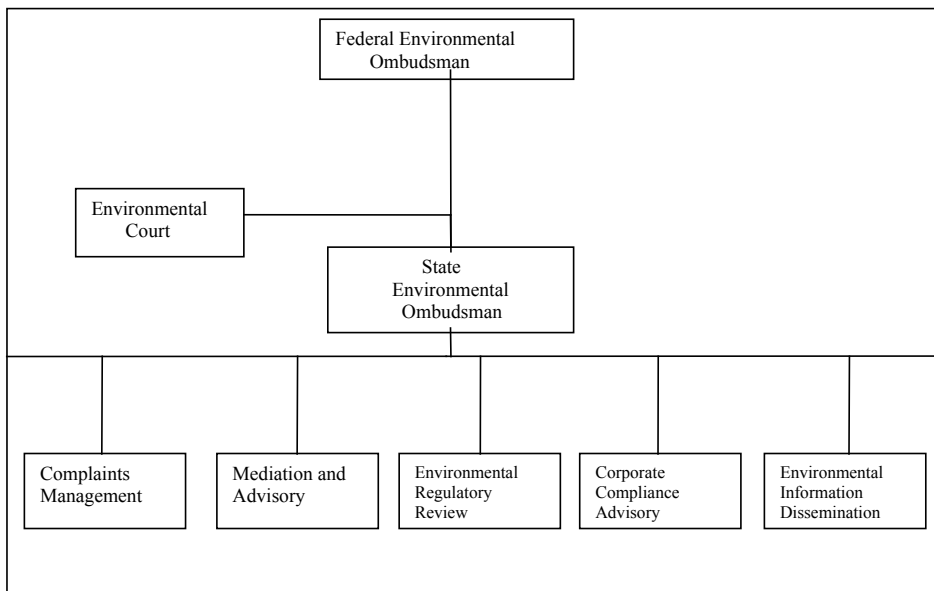 Federal Environmental
Ombudsman
Environmental
Court
State
Environmental
Ombudsman
Complaints
Management
Mediation and
Advisory
Environmental
Regulatory
Review
Corporate
Compliance
Advisory
Environmental
Information
Dissemination